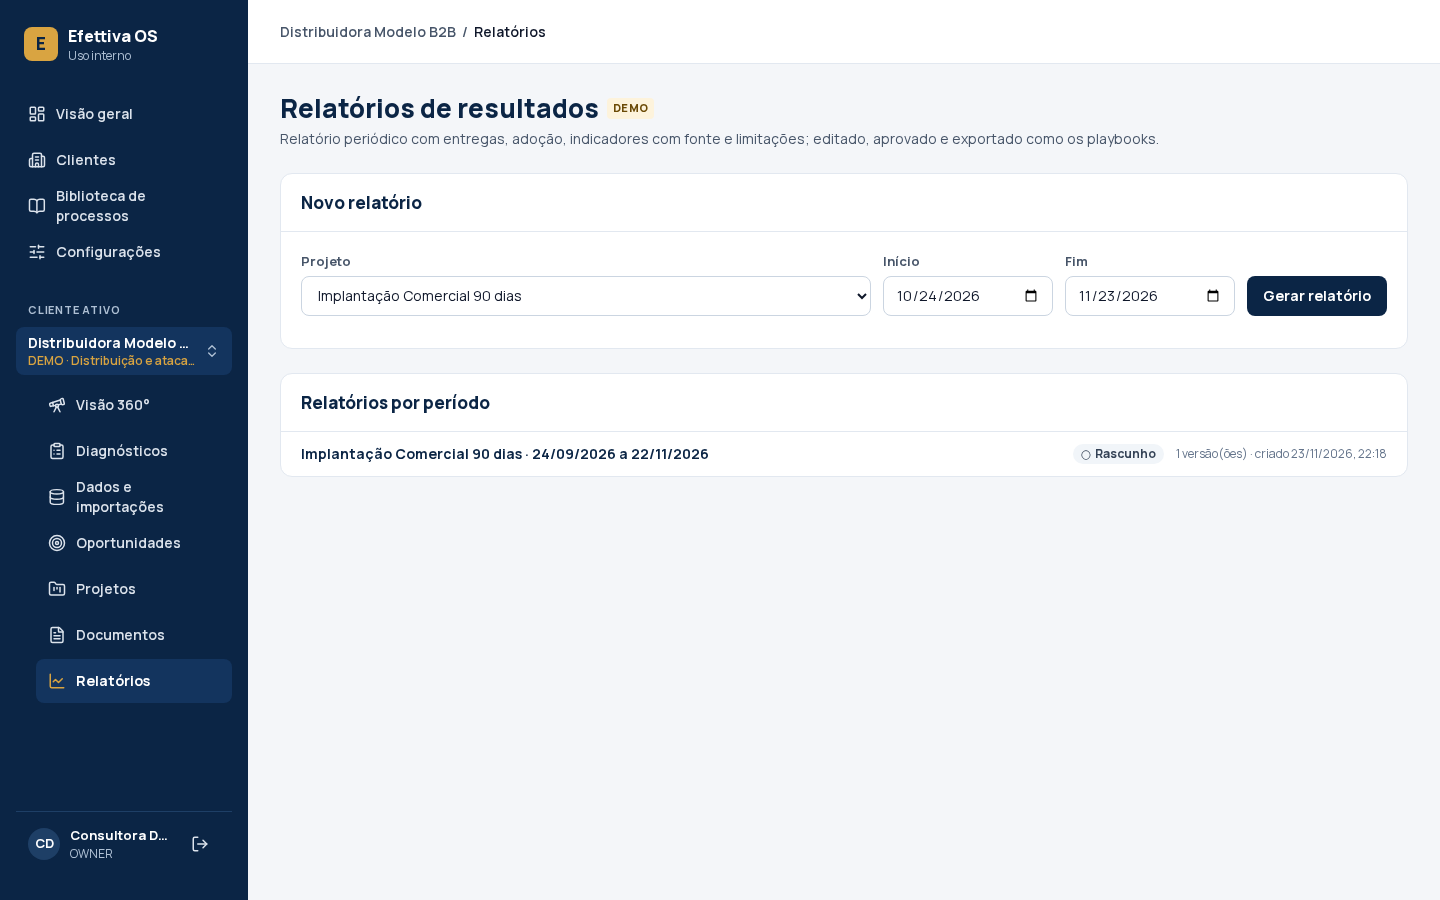 E
Efettiva OS
Uso interno
Visão geral
Clientes
Biblioteca de
processos
Configurações
CLIENTE ATIVO
Distribuidora Modelo ...
DEMO · Distribuição e ataca...
Visão 360°
Diagnósticos
Dados e
importações
Oportunidades
Projetos
Documentos
Relatórios
CD
Consultora D...
OWNER
Distribuidora Modelo B2B / Relatórios
Relatórios de resultados DEMO
Relatório periódico com entregas, adoção, indicadores com fonte e limitações; editado, aprovado e exportado como os playbooks.
Novo relatório
Projeto Início Fim
Implantação Comercial 90 dias 10/24/2026 11/23/2026 Gerar relatório
Relatórios por período
Implantação Comercial 90 dias · 24/09/2026 a 22/11/2026 Rascunho 1 versão(ões) · criado 23/11/2026, 22:18